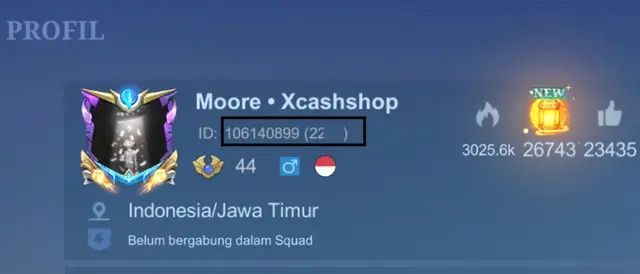 PROFIL
Moore • Xcashshop
ID: 106140899 (22 )
NEW
44
3025.6k 26743 23435
Indonesia/Jawa Timur
Belum bergabung dalam Squad